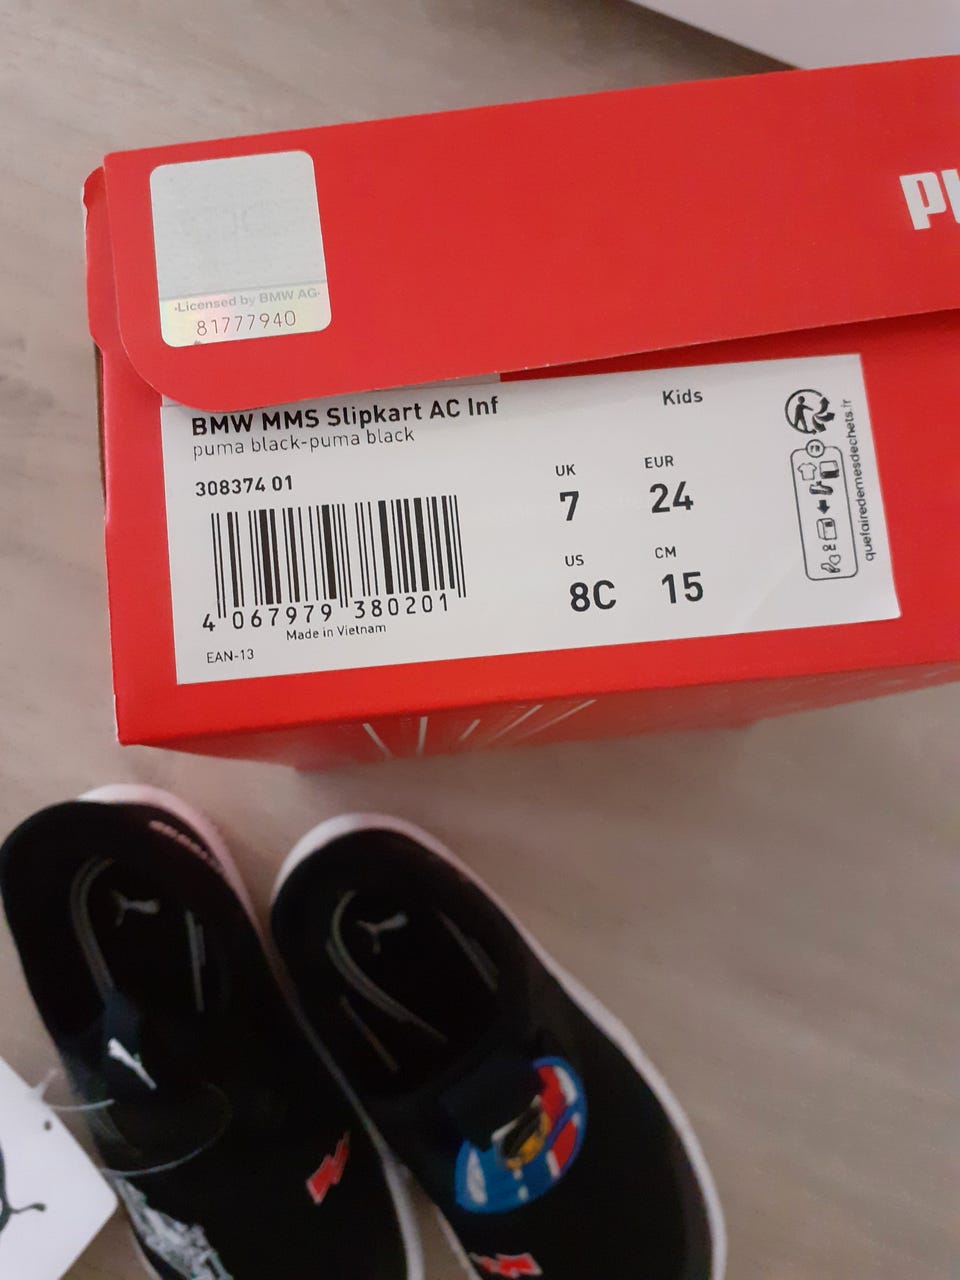 PU
·Licensed by BMW AG·
81777940
BMW MMS Slipkart AC Inf
puma black-puma black
Kids
308374 01
UK
7
EUR
24
US
8C
CM
15
4 067979 380201
Made in Vietnam
EAN-13
quefairedemesdechets.fr